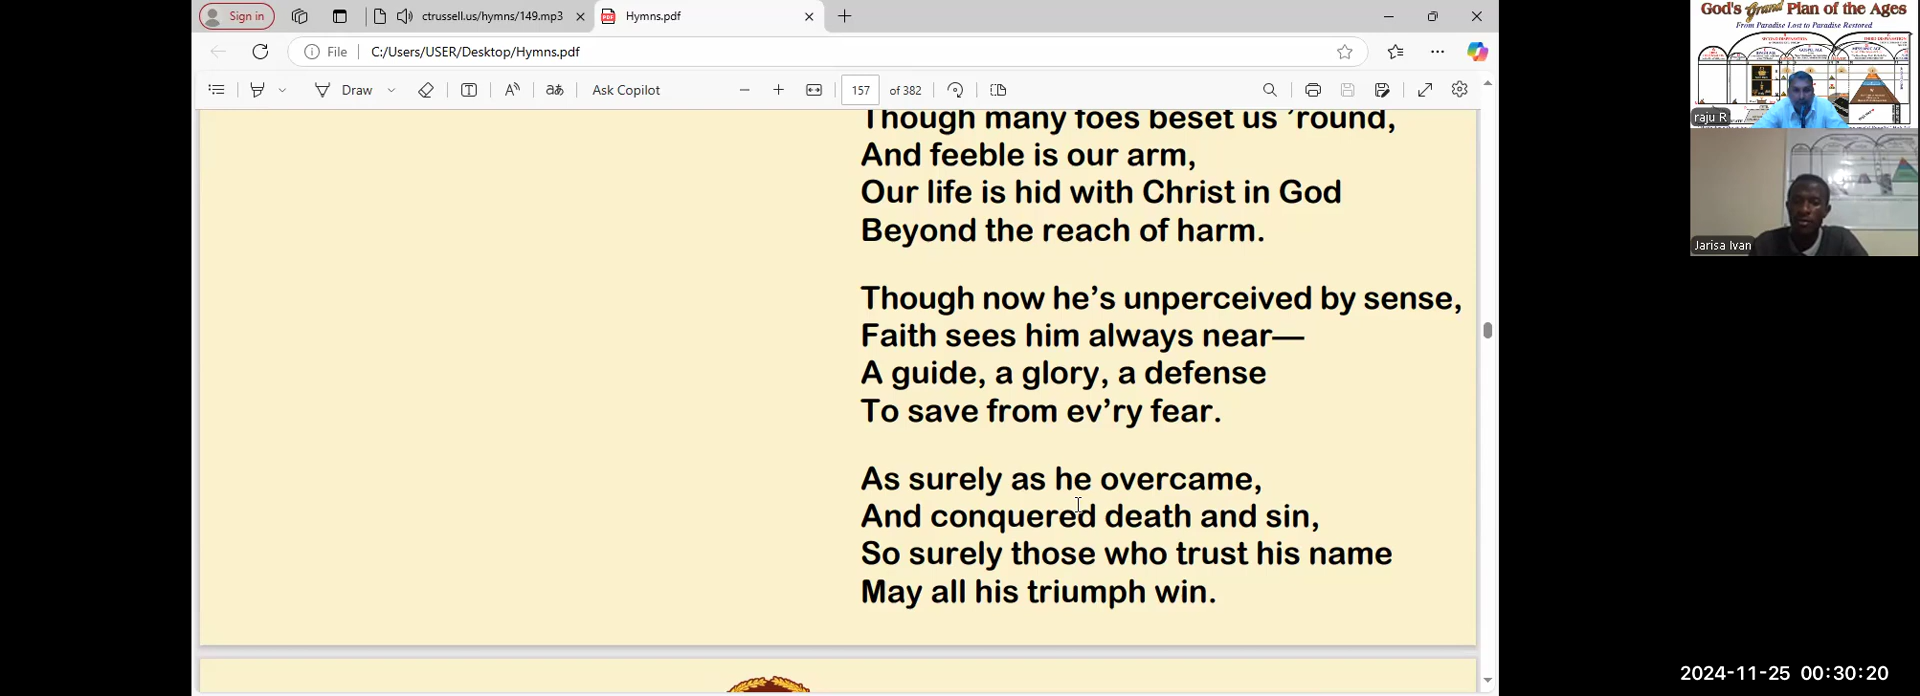 Sign in
ctrussell.us/hymns/149.mp3
Hymns.pdf
File
C:/Users/USER/Desktop/Hymns.pdf
Draw
aあ
Ask Copilot
157 of 382
Though many foes beset us ’round,
And feeble is our arm,
Our life is hid with Christ in God
Beyond the reach of harm.
Though now he’s unperceived by sense,
Faith sees him always near—
A guide, a glory, a defense
To save from ev’ry fear.
As surely as he overcame,
And conquered death and sin,
So surely those who trust his name
May all his triumph win.
God's Grand Plan of the Ages
From Paradise Lost to Paradise Restored
raju R
Jarisa Ivan
2024-11-25 00:30:20